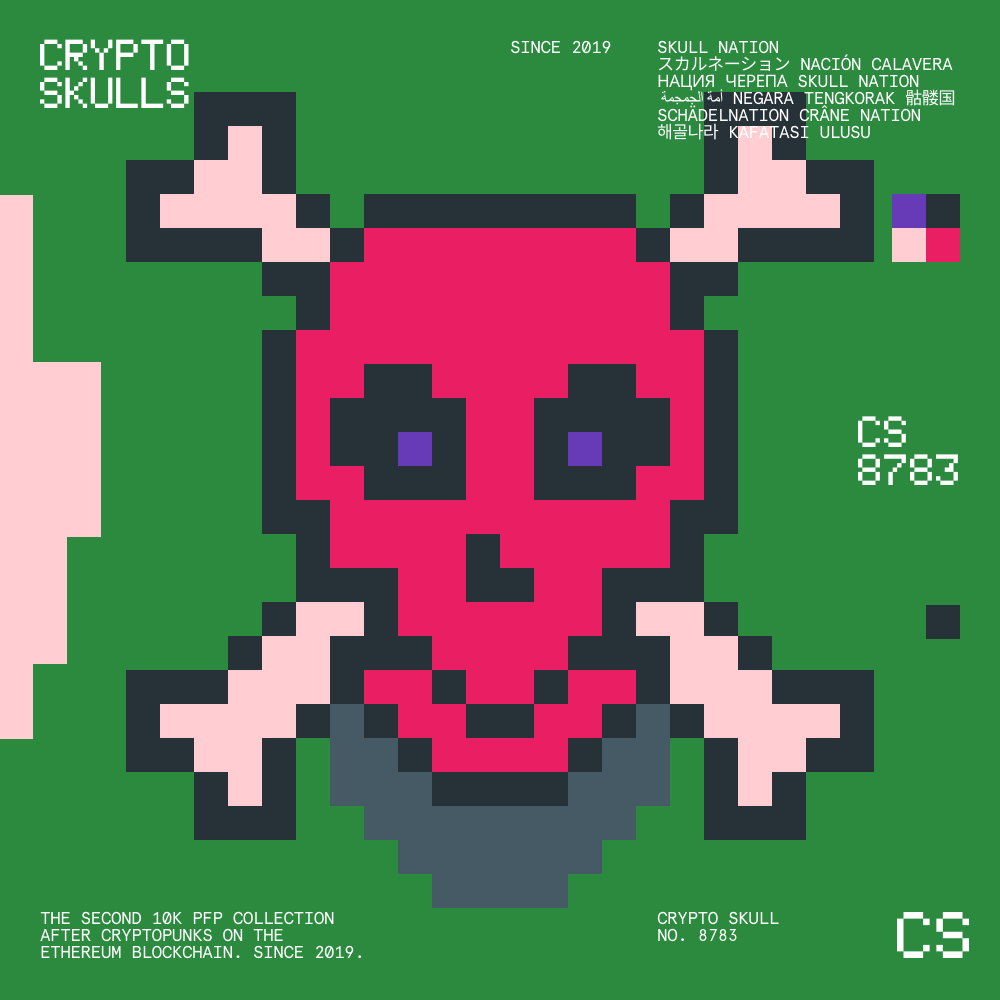 CRYPTO
SKULLS
SINCE 2019
SKULL NATION
スカルネーション NACIÓN CALAVERA
НАЦИЯ ЧЕРЕПА SKULL NATION
أمة الجمجمة NEGARA TENGKORAK 骷髅国
SCHÄDELNATION CRÂNE NATION
해골나라 KAFATASI ULUSU
CS
8783
THE SECOND 10K PFP COLLECTION
AFTER CRYPTOPUNKS ON THE
ETHEREUM BLOCKCHAIN. SINCE 2019.
CRYPTO SKULL
NO. 8783
CS